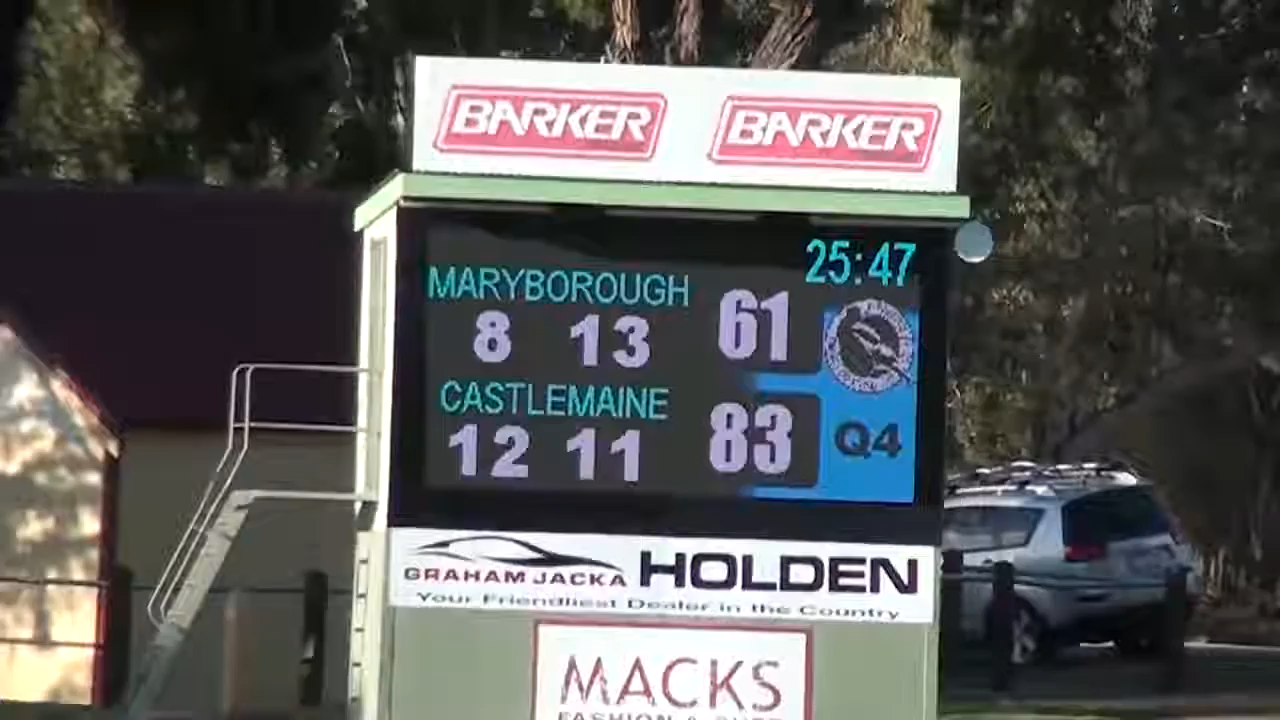 BARKER BARKER
25:47
MARYBOROUGH
8 13 61
CASTLEMAINE
12 11 83 Q4
GRAHAM JACKA HOLDEN
Your Friendliest Dealer in the Country
MACKS
FASHION &